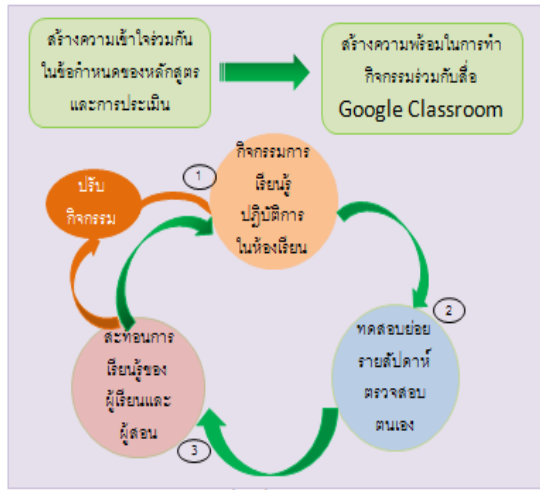 สร้างความเข้าใจร่วมกัน
ในข้อกำหนดของหลักสูตร
และการประเมิน
สร้างความพร้อมในการทำ
กิจกรรมร่วมกับสื่อ
Google Classroom
1
กิจกรรมการ
เรียนรู้
ปฏิบัติการ
ในห้องเรียน
ปรับ
กิจกรรม
2
ทดสอบย่อย
รายสัปดาห์
ตรวจสอบ
ตนเอง
สะท้อนการ
เรียนรู้ของ
ผู้เรียนและ
ผู้สอน
3